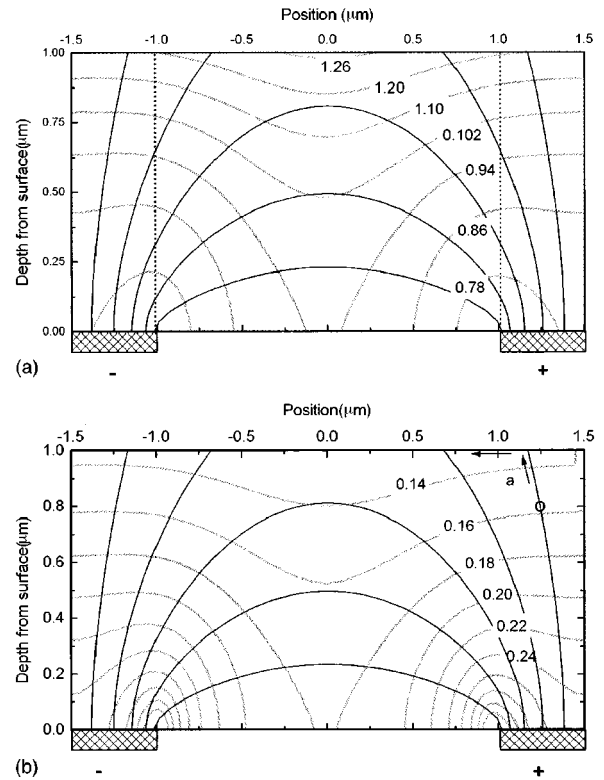 Position (μm)
-1.5 -1.0 -0.5 0.0 0.5 1.0 1.5
1.00
0.75
0.50
0.25
0.00
Depth from surface(μm)
1.26
1.20
1.10
0.102
0.94
0.86
0.78
(a)
- +
Position(μm)
-1.5 -1.0 -0.5 0.0 0.5 1.0 1.5
1.0
0.8
0.6
0.4
0.2
0.0
Depth from surface(μm)
a
0.14
0.16
0.18
0.20
0.22
0.24
(b)
- +